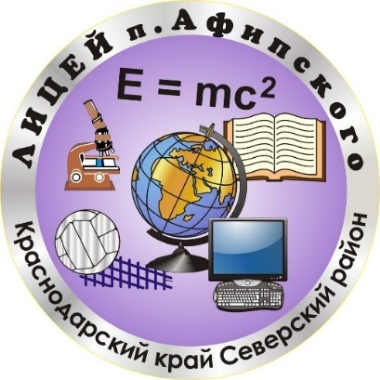 ЛИЦЕЙ п. Афипского
E = mc²
Краснодарский край Северский район